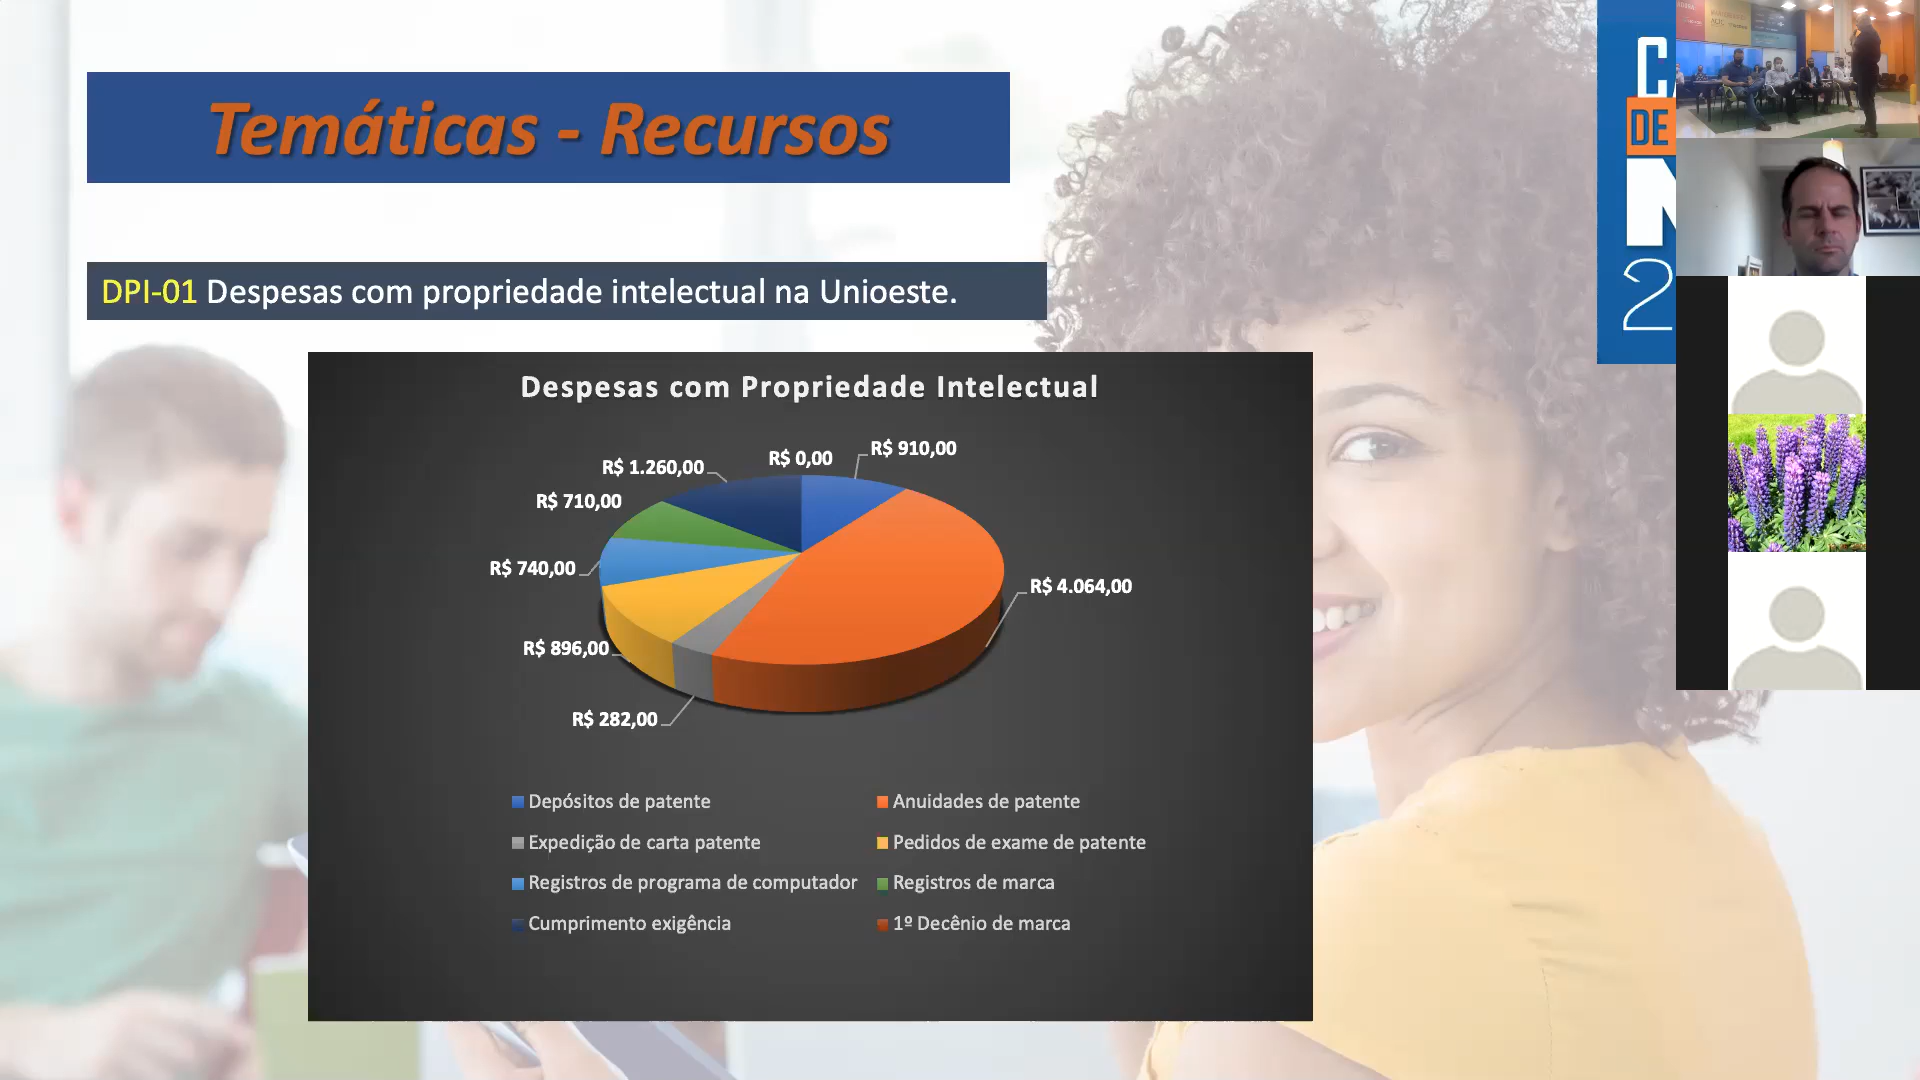 Temáticas - Recursos
DPI-01 Despesas com propriedade intelectual na Unioeste.
Despesas com Propriedade Intelectual
R$ 0,00
R$ 910,00
R$ 1.260,00
R$ 710,00
R$ 740,00
R$ 4.064,00
R$ 896,00
R$ 282,00
Depósitos de patente
Anuidades de patente
Expedição de carta patente
Pedidos de exame de patente
Registros de programa de computador
Registros de marca
Cumprimento exigência
1º Decênio de marca
DE
2